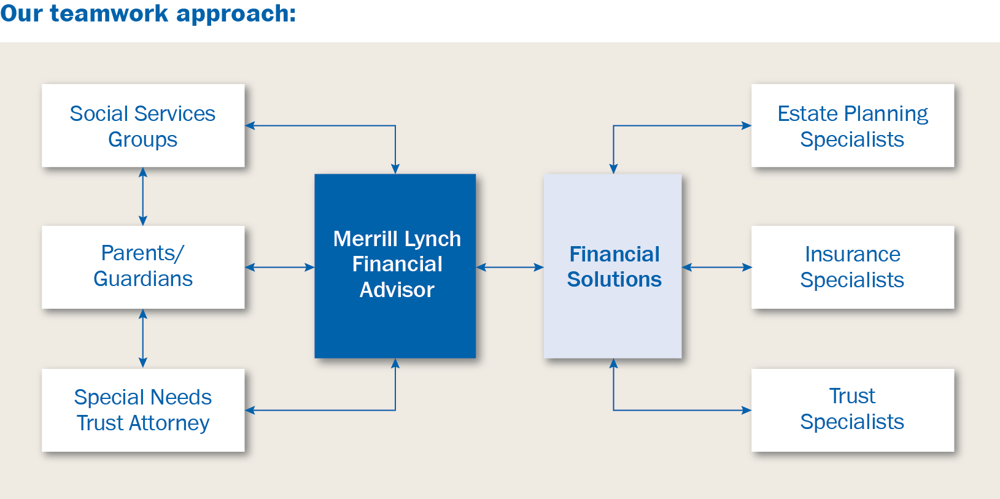 Our teamwork approach:
Social Services
Groups
Parents/
Guardians
Special Needs
Trust Attorney
Merrill Lynch
Financial
Advisor
Financial
Solutions
Estate Planning
Specialists
Insurance
Specialists
Trust
Specialists